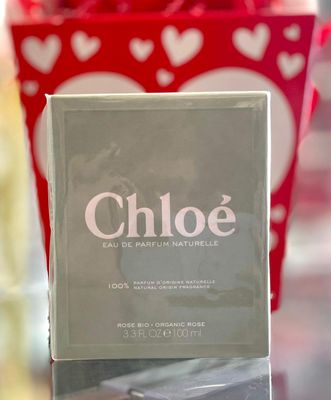 Chloé
EAU DE PARFUM NATURELLE
100% PARFUM D'ORIGINE NATURELLE
NATURAL ORIGIN FRAGRANCE
ROSE BIO • ORGANIC ROSE
3.3 FL.OZ e 100 ml